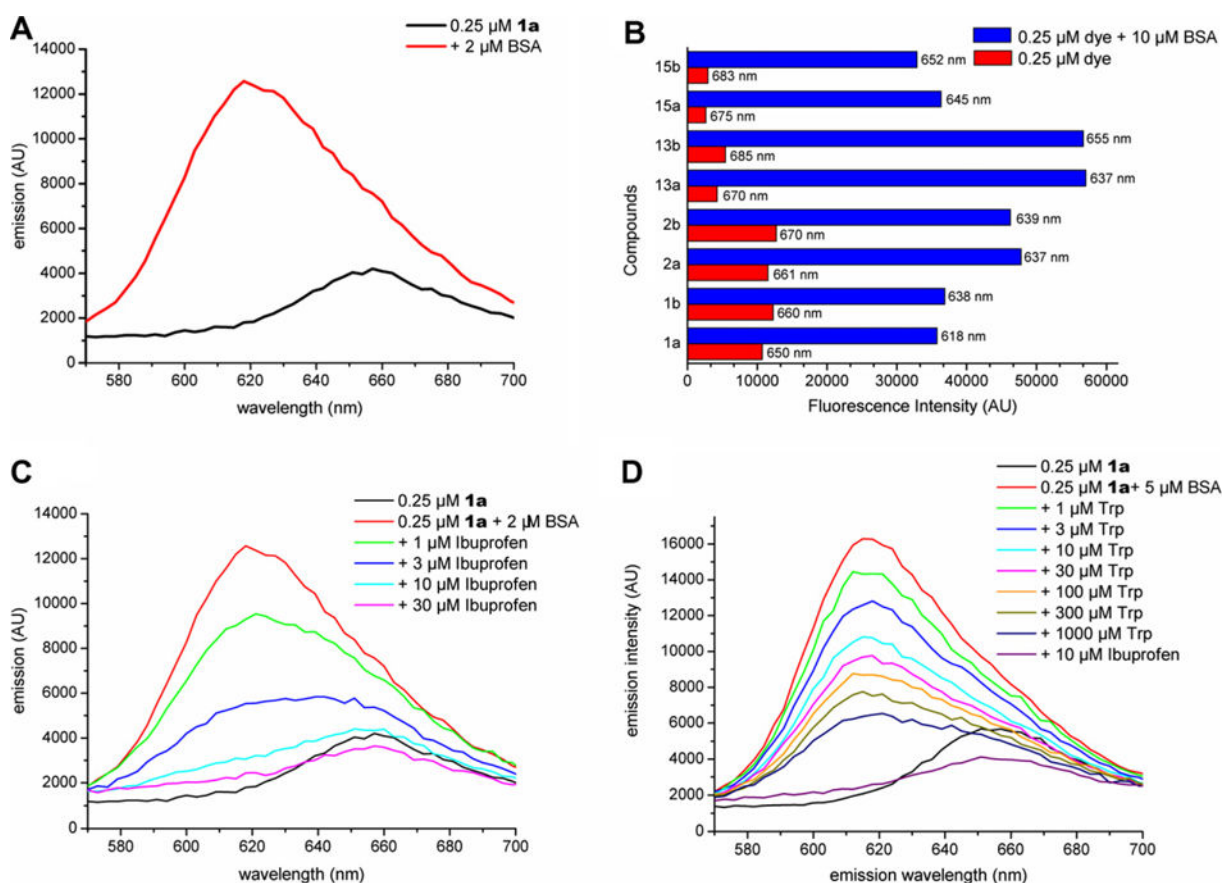 A
0.25 µM 1a
+ 2 µM BSA
14000
12000
10000
8000
6000
4000
2000
0
emission (AU)
580
600
620
640
660
680
700
wavelength (nm)
B
0.25 µM dye + 10 µM BSA
0.25 µM dye
Compounds
15b
652 nm
683 nm
15a
645 nm
675 nm
13b
655 nm
685 nm
13a
637 nm
670 nm
2b
639 nm
670 nm
2a
637 nm
661 nm
1b
638 nm
660 nm
1a
618 nm
650 nm
0
10000
20000
30000
40000
50000
60000
Fluorescence Intensity (AU)
C
0.25 µM 1a
0.25 µM 1a + 2 µM BSA
+ 1 µM Ibuprofen
+ 3 µM Ibuprofen
+ 10 µM Ibuprofen
+ 30 µM Ibuprofen
14000
12000
10000
8000
6000
4000
2000
0
emission (AU)
580
600
620
640
660
680
700
wavelength (nm)
D
0.25 µM 1a
0.25 µM 1a+ 5 µM BSA
+ 1 µM Trp
+ 3 µM Trp
+ 10 µM Trp
+ 30 µM Trp
+ 100 µM Trp
+ 300 µM Trp
+ 1000 µM Trp
+ 10 µM Ibuprofen
16000
14000
12000
10000
8000
6000
4000
2000
0
emission intensity (AU)
580
600
620
640
660
680
700
emission wavelength (nm)